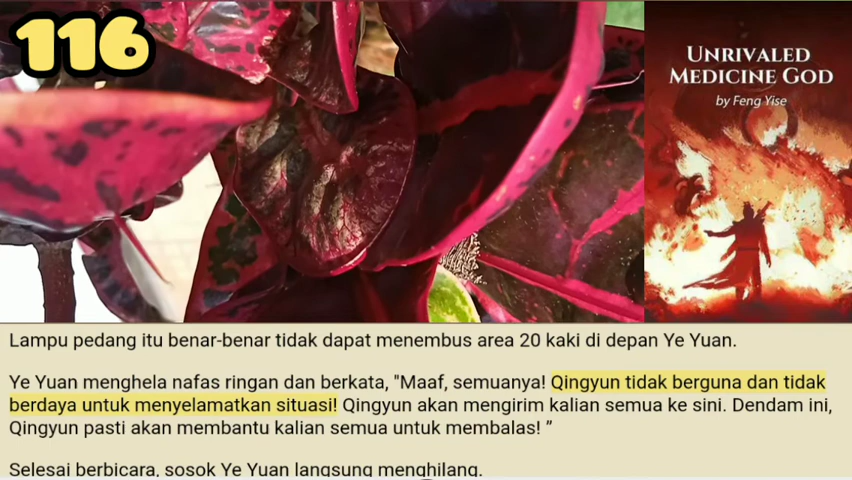 116
UNRIVALED
MEDICINE GOD
by Feng Yise
Lampu pedang itu benar-benar tidak dapat menembus area 20 kaki di depan Ye Yuan.
Ye Yuan menghela nafas ringan dan berkata, "Maaf, semuanya! Qingyun tidak berguna dan tidak
berdaya untuk menyelamatkan situasi! Qingyun akan mengirim kalian semua ke sini. Dendam ini,
Qingyun pasti akan membantu kalian semua untuk membalas! ”
Selesai berbicara, sosok Ye Yuan langsung menghilang.